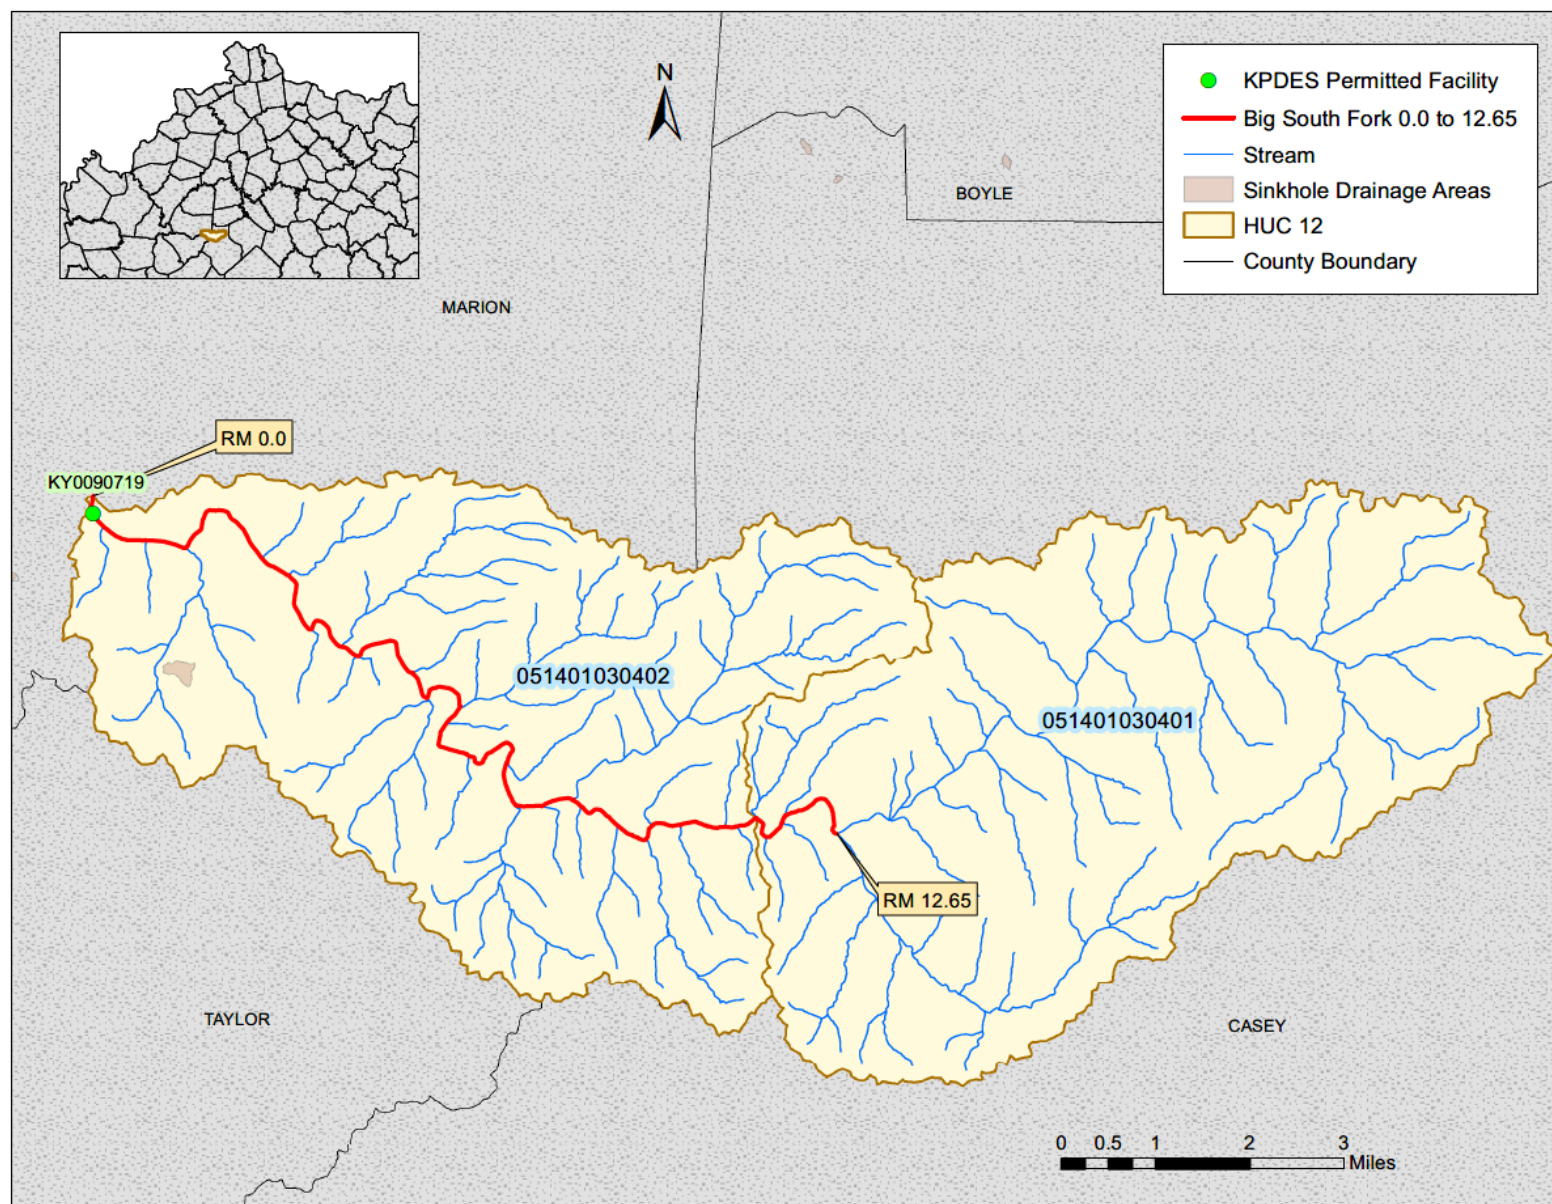 N
KPDES Permitted Facility
Big South Fork 0.0 to 12.65
Stream
Sinkhole Drainage Areas
HUC 12
County Boundary
BOYLE
MARION
RM 0.0
KY0090719
051401030402
051401030401
RM 12.65
TAYLOR
CASEY
0 0.5 1 2 3
Miles